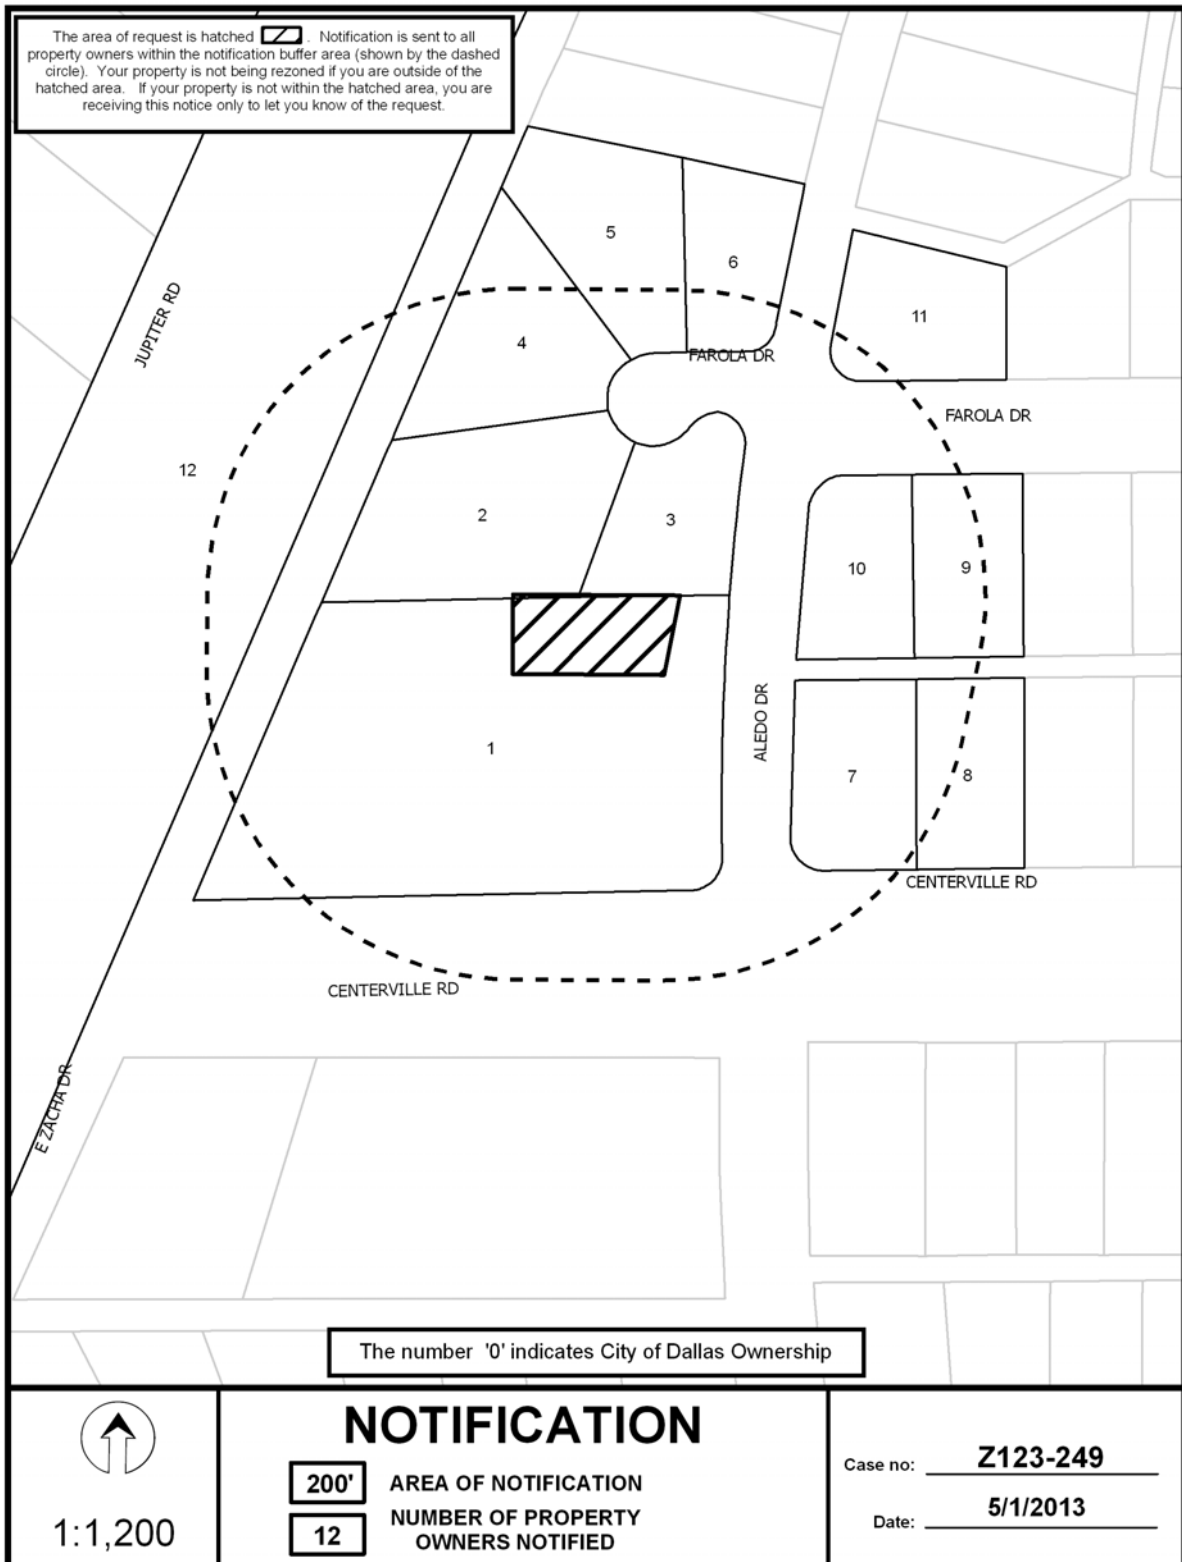 The area of request is hatched . Notification is sent to all
property owners within the notification buffer area (shown by the dashed
circle). Your property is not being rezoned if you are outside of the
hatched area. If your property is not within the hatched area, you are
receiving this notice only to let you know of the request.
5
6
JUPITER RD
11
4
FAROLA DR
FAROLA DR
12
2
3
10
9
ALEDO DR
1
7
8
CENTERVILLE RD
CENTERVILLE RD
E ZACHA DR
The number '0' indicates City of Dallas Ownership
1:1,200
NOTIFICATION
200' AREA OF NOTIFICATION
12 NUMBER OF PROPERTY
OWNERS NOTIFIED
Case no: Z123-249
Date: 5/1/2013